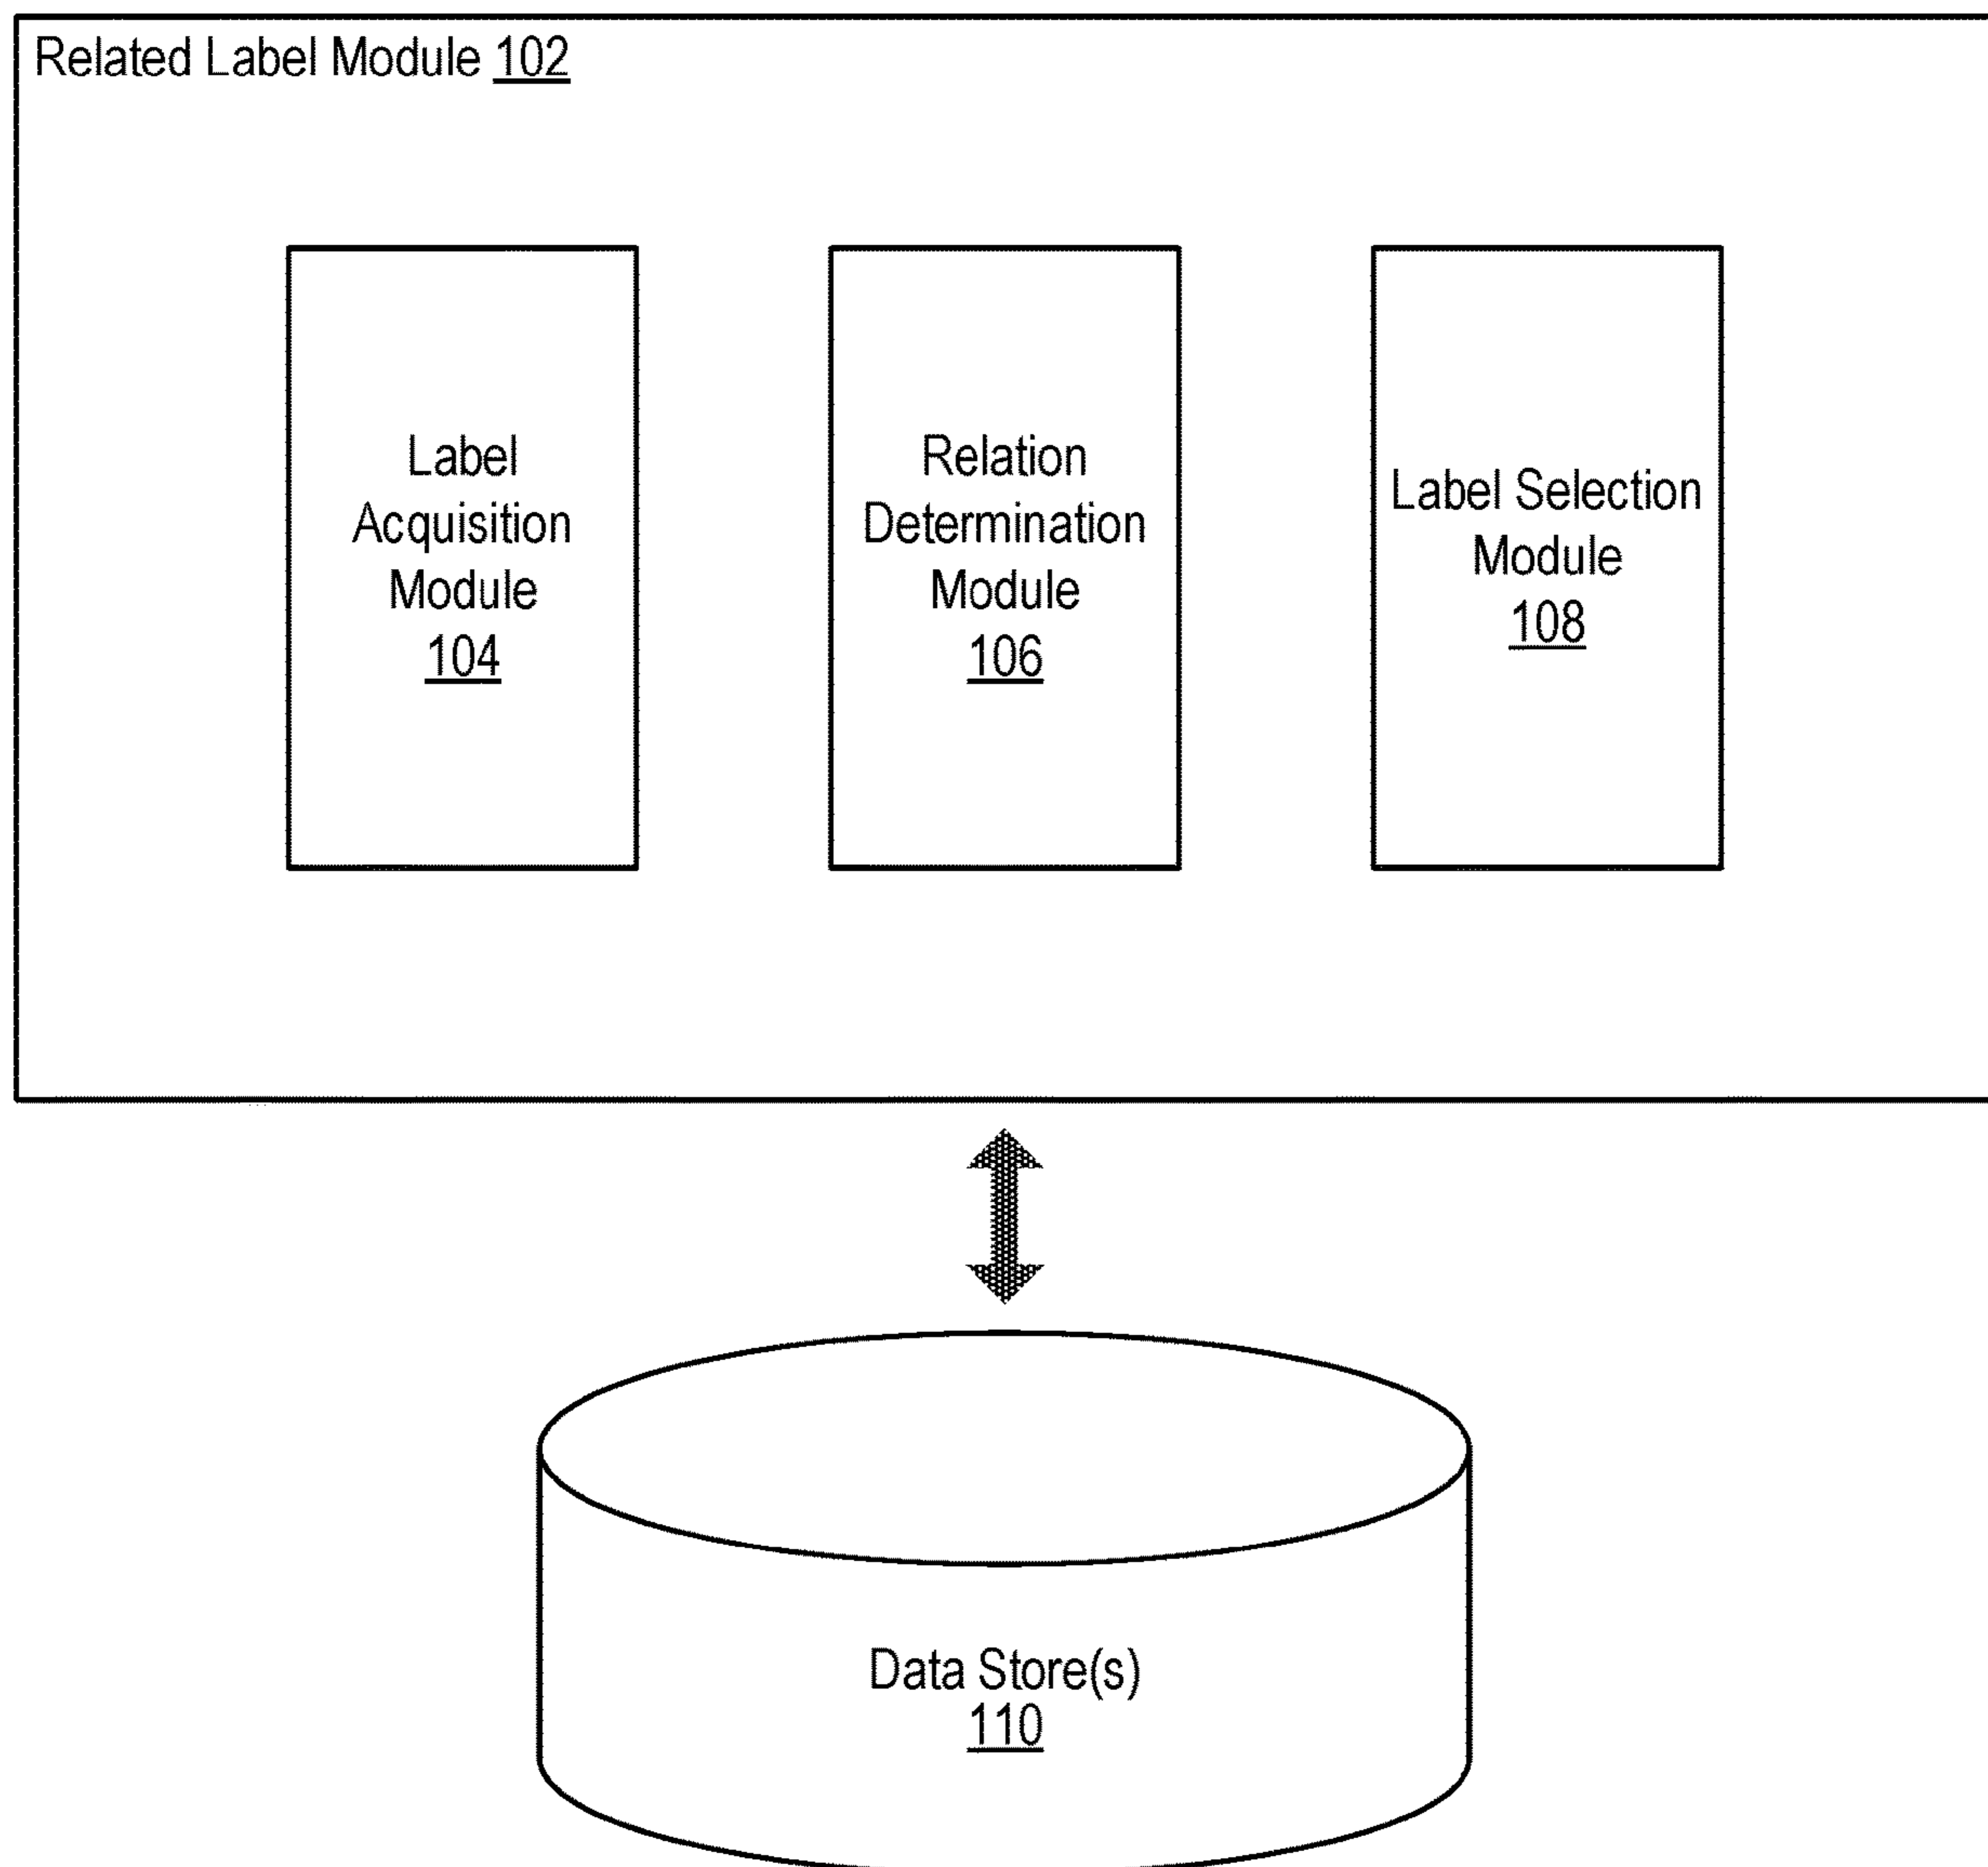 Related Label Module 102
Label
Acquisition
Module
104
Relation
Determination
Module
106
Label Selection
Module
108
Data Store(s)
110